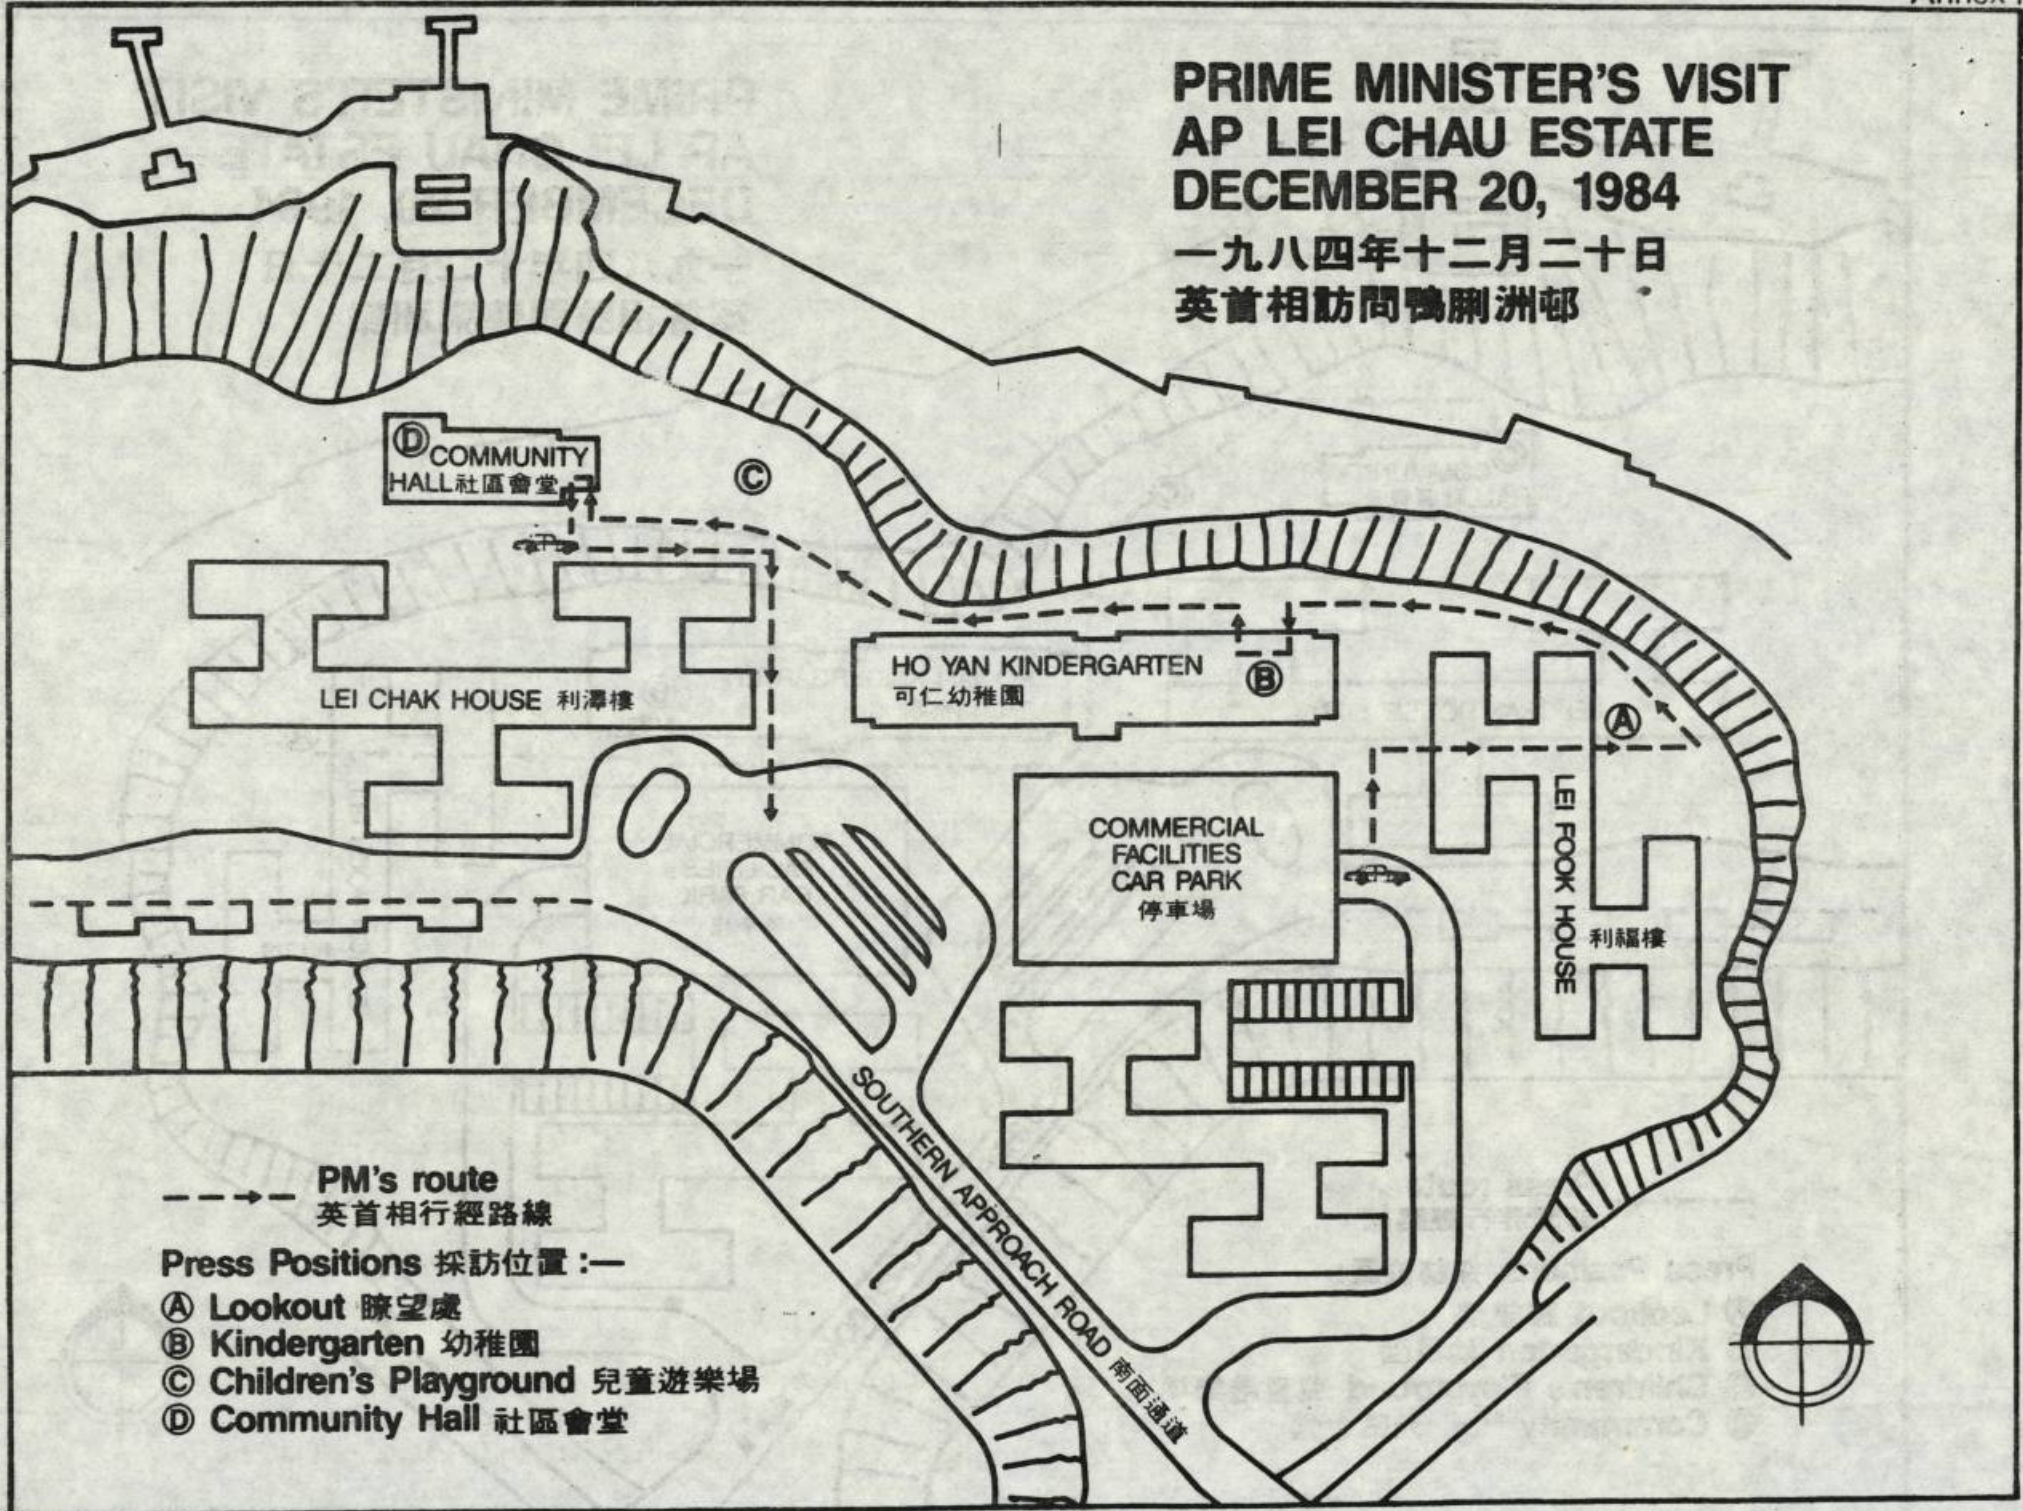 PRIME MINISTER'S VISIT
AP LEI CHAU ESTATE
DECEMBER 20, 1984
一九八四年十二月二十日
英首相訪問鴨脷洲邨
Ⓓ COMMUNITY
HALL 社區會堂
Ⓒ
HO YAN KINDERGARTEN
可仁幼稚園
Ⓑ
Ⓐ
LEI CHAK HOUSE 利澤樓
COMMERCIAL
FACILITIES
CAR PARK
停車場
LEI FOOK HOUSE
利福樓
SOUTHERN APPROACH ROAD 南面通道
PM's route
英首相行經路線
Press Positions 採訪位置:—
Ⓐ Lookout 瞭望處
Ⓑ Kindergarten 幼稚園
Ⓒ Children's Playground 兒童遊樂場
Ⓓ Community Hall 社區會堂